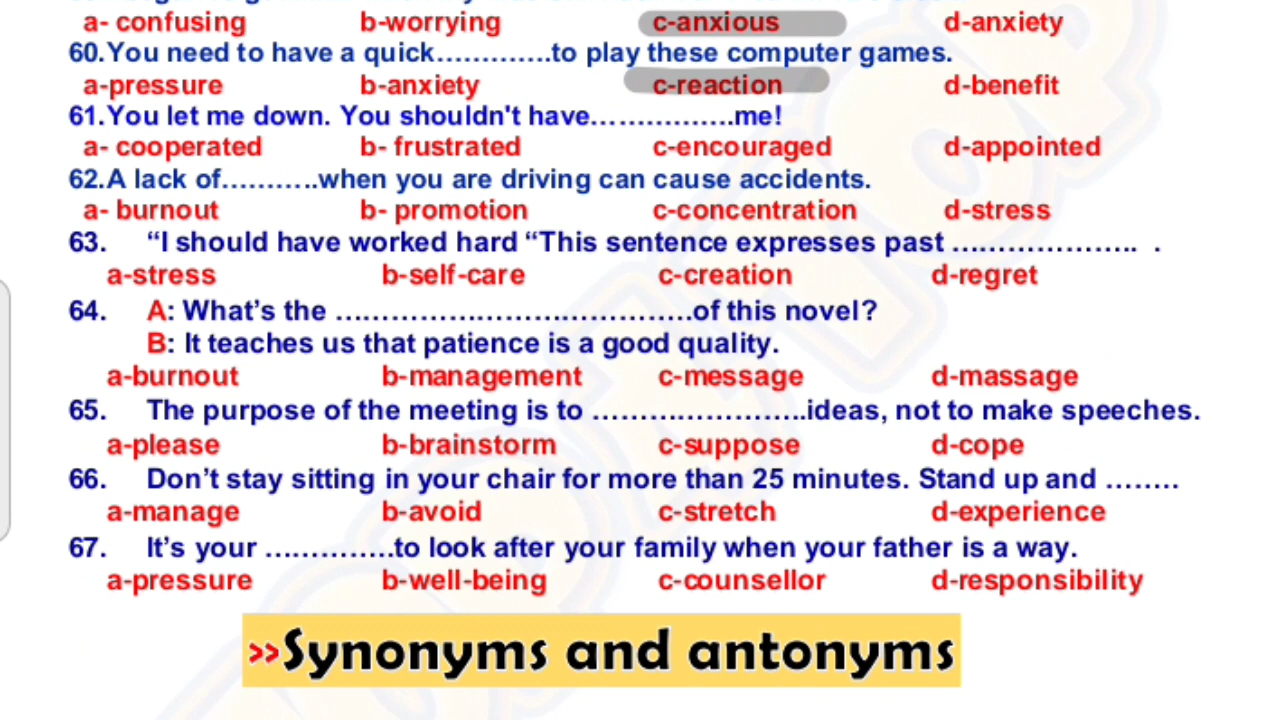 a- confusing b-worrying c-anxious d-anxiety
60.You need to have a quick.............to play these computer games.
a-pressure b-anxiety c-reaction d-benefit
61.You let me down. You shouldn't have................me!
a- cooperated b- frustrated c-encouraged d-appointed
62.A lack of...........when you are driving can cause accidents.
a- burnout b- promotion c-concentration d-stress
63. “I should have worked hard “This sentence expresses past ..................... .
a-stress b-self-care c-creation d-regret
64. A: What’s the .......................................of this novel?
B: It teaches us that patience is a good quality.
a-burnout b-management c-message d-massage
65. The purpose of the meeting is to ........................ideas, not to make speeches.
a-please b-brainstorm c-suppose d-cope
66. Don’t stay sitting in your chair for more than 25 minutes. Stand up and ........
a-manage b-avoid c-stretch d-experience
67. It’s your ..............to look after your family when your father is a way.
a-pressure b-well-being c-counsellor d-responsibility
»Synonyms and antonyms